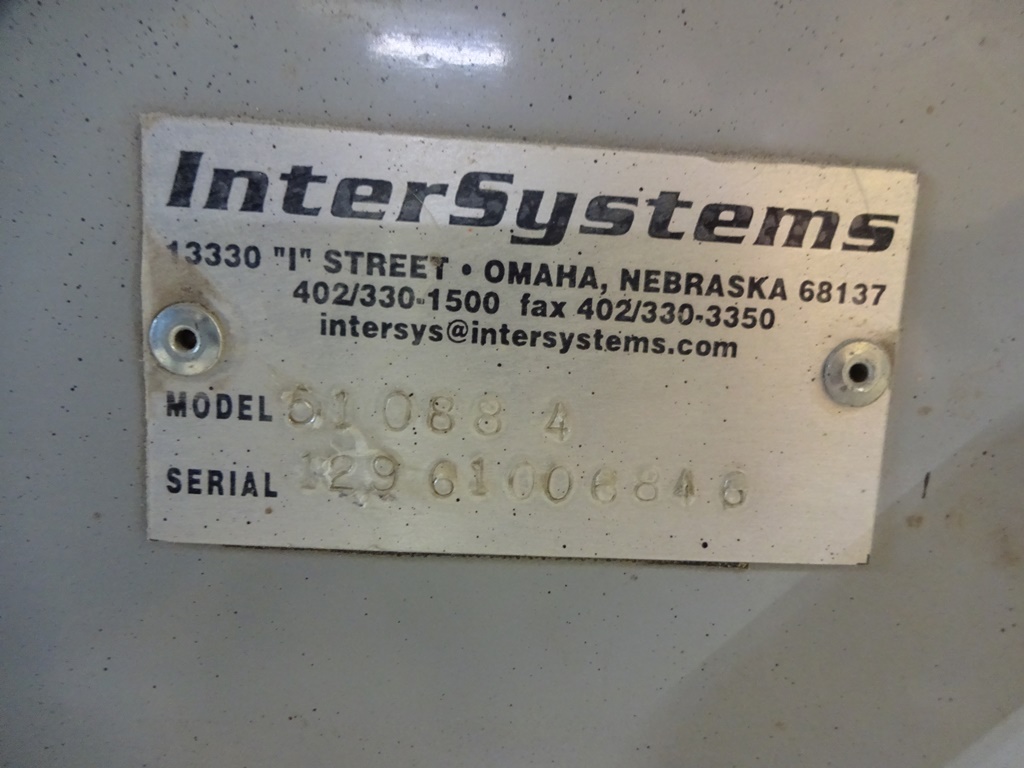 InterSystems
13330 "I" STREET • OMAHA, NEBRASKA 68137
402/330-1500 fax 402/330-3350
intersys@intersystems.com
MODEL 61088 4
SERIAL 129 61006846